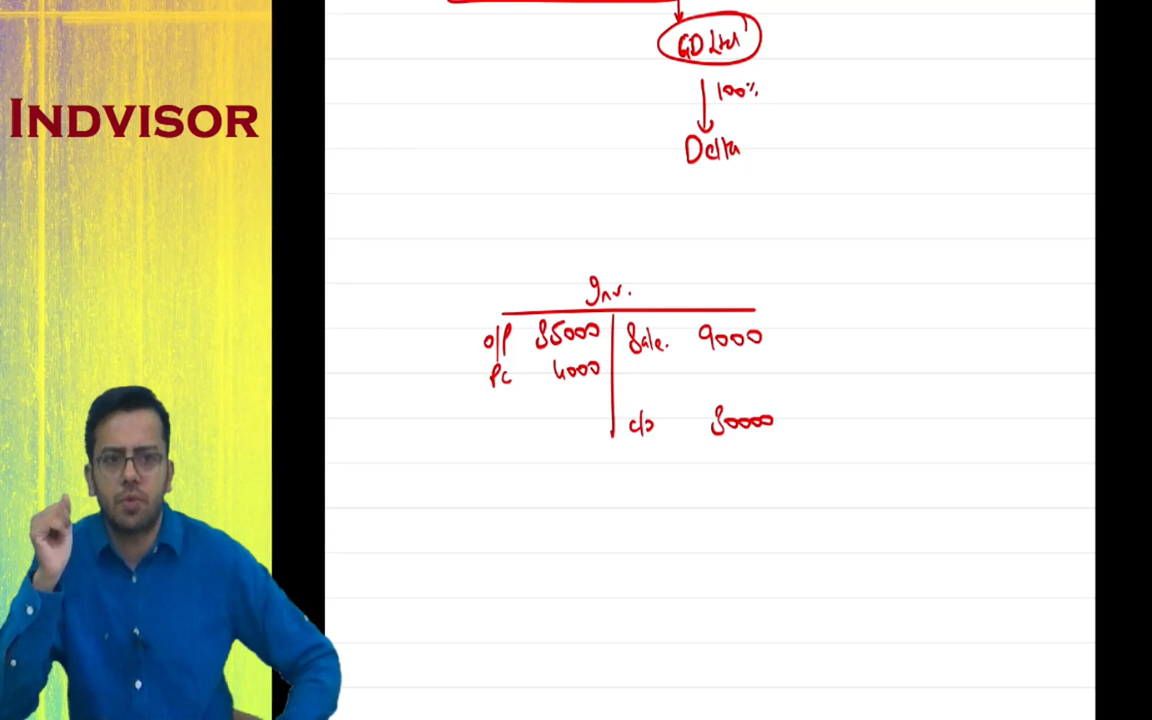 INDVISOR
GD Ltd
100%
Delta
Inv.
O/P 35000 Sale. 9000
PC 4000
c/d 30000